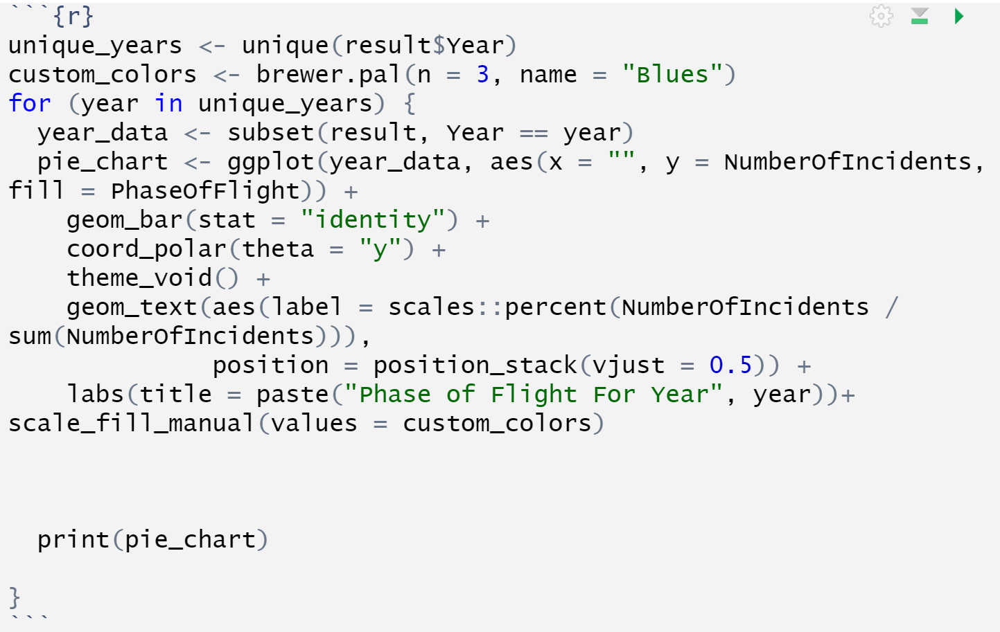 ```{r}
unique_years <- unique(result$Year)
custom_colors <- brewer.pal(n = 3, name = "Blues")
for (year in unique_years) {
  year_data <- subset(result, Year == year)
  pie_chart <- ggplot(year_data, aes(x = "", y = NumberOfIncidents,
fill = PhaseOfFlight)) +
    geom_bar(stat = "identity") +
    coord_polar(theta = "y") +
    theme_void() +
    geom_text(aes(label = scales::percent(NumberOfIncidents /
sum(NumberOfIncidents))),
              position = position_stack(vjust = 0.5)) +
    labs(title = paste("Phase of Flight For Year", year))+
scale_fill_manual(values = custom_colors)
  print(pie_chart)
}
```